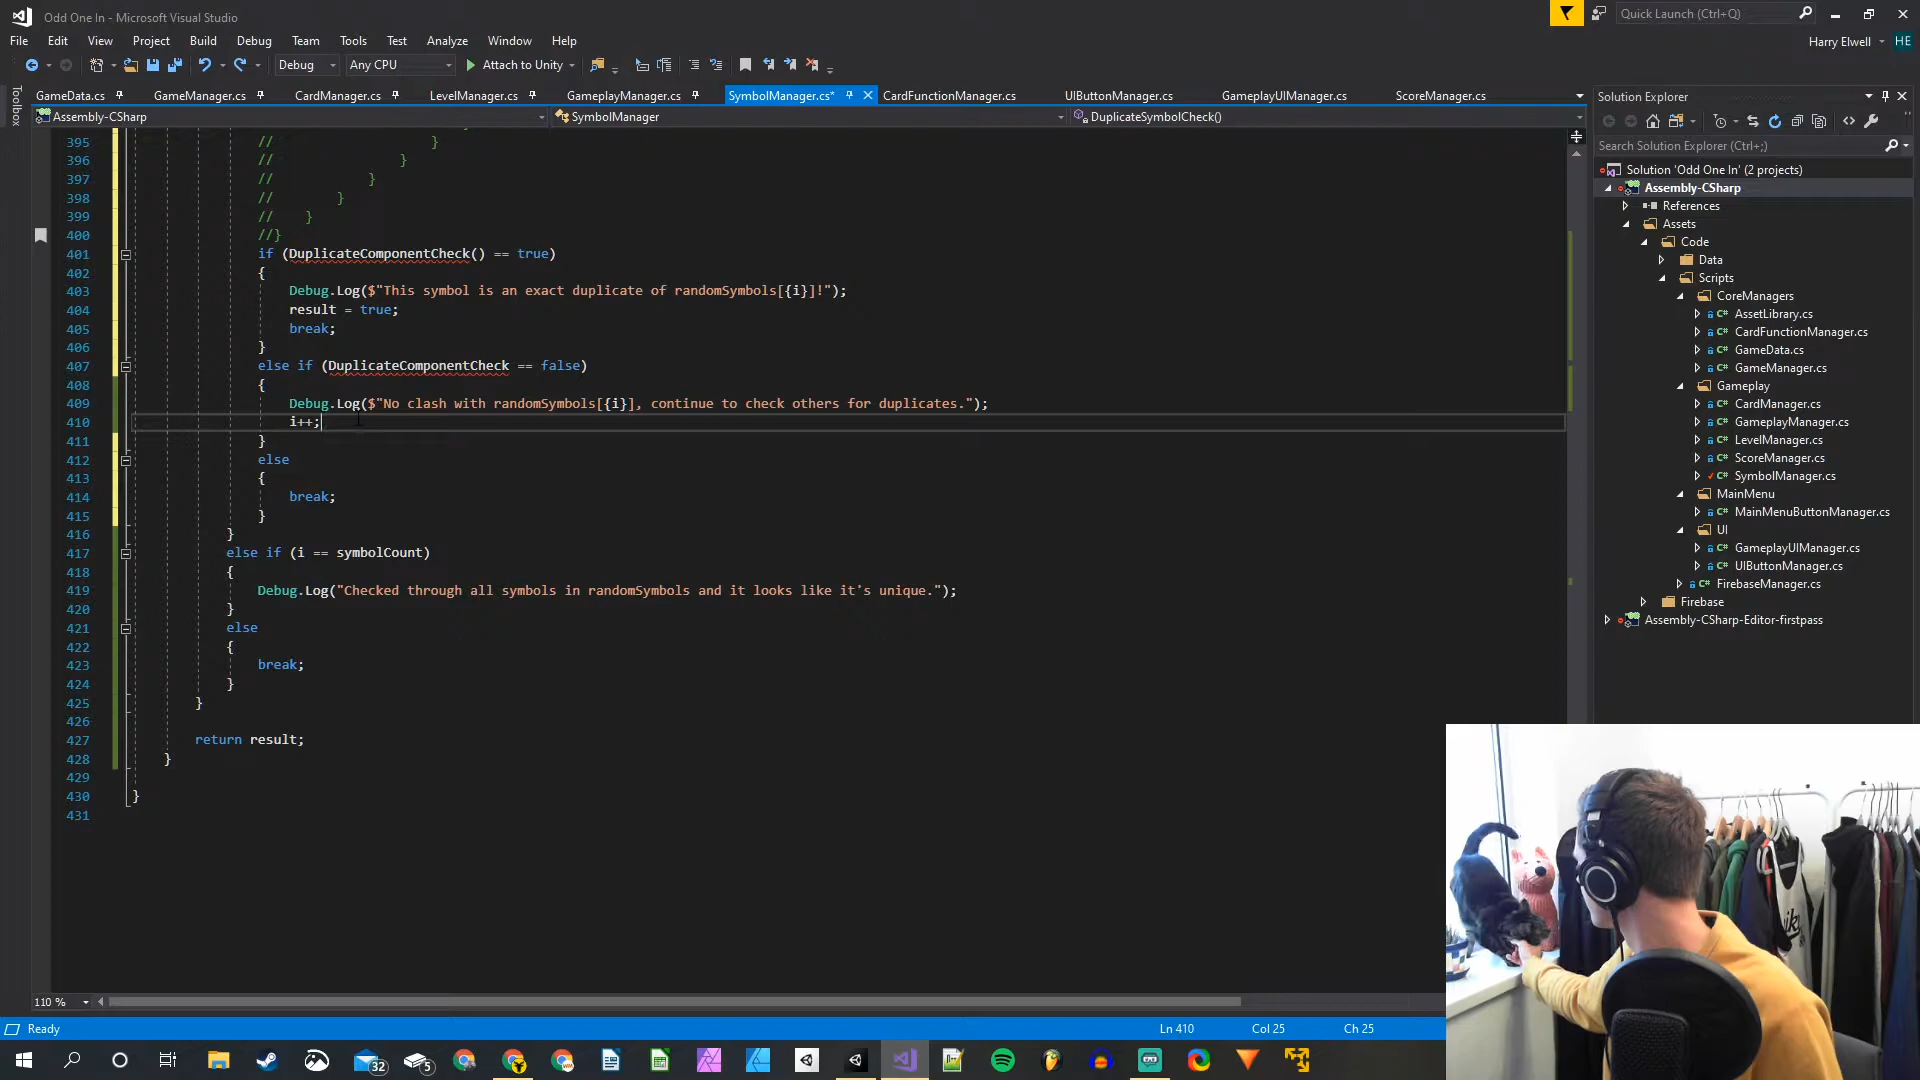 Odd One In - Microsoft Visual Studio
Quick Launch (Ctrl+Q)
File Edit View Project Build Debug Team Tools Test Analyze Window Help
Harry Elwell HE
Debug Any CPU Attach to Unity
Toolbox
GameData.cs GameManager.cs CardManager.cs LevelManager.cs GameplayManager.cs SymbolManager.cs* CardFunctionManager.cs UIButtonManager.cs GameplayUIManager.cs ScoreManager.cs
Assembly-CSharp SymbolManager DuplicateSymbolCheck()
395 // }
396 // }
397 // }
398 // }
399 // }
400 //}
401 if (DuplicateComponentCheck() == true)
402 {
403 Debug.Log($"This symbol is an exact duplicate of randomSymbols[{i}]!");
404 result = true;
405 break;
406 }
407 else if (DuplicateComponentCheck == false)
408 {
409 Debug.Log($"No clash with randomSymbols[{i}], continue to check others for duplicates.");
410 i++;
411 }
412 else
413 {
414 break;
415 }
416 }
417 else if (i == symbolCount)
418 {
419 Debug.Log("Checked through all symbols in randomSymbols and it looks like it's unique.");
420 }
421 else
422 {
423 break;
424 }
425 }
426
427 return result;
428 }
429
430 }
431
110 %
Ready
Ln 410 Col 25 Ch 25
Solution Explorer
Search Solution Explorer (Ctrl+;)
Solution 'Odd One In' (2 projects)
Assembly-CSharp
References
Assets
Code
Data
Scripts
CoreManagers
C# AssetLibrary.cs
C# CardFunctionManager.cs
C# GameData.cs
C# GameManager.cs
Gameplay
C# CardManager.cs
C# GameplayManager.cs
C# LevelManager.cs
C# ScoreManager.cs
C# SymbolManager.cs
MainMenu
C# MainMenuButtonManager.cs
UI
C# GameplayUIManager.cs
C# UIButtonManager.cs
C# FirebaseManager.cs
Firebase
Assembly-CSharp-Editor-firstpass
32 5